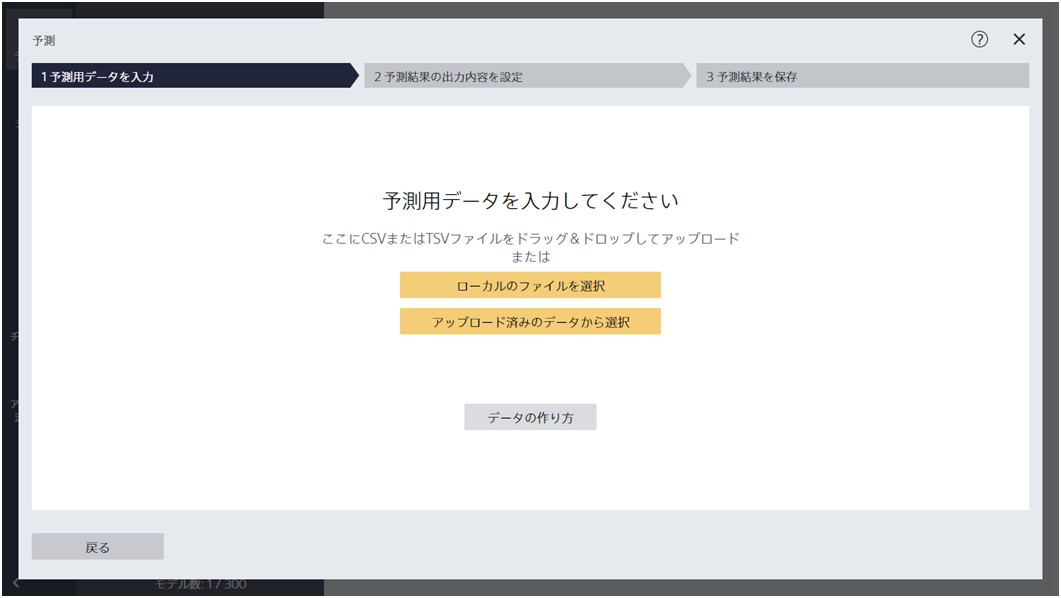 予測
1 予測用データを入力
2 予測結果の出力内容を設定
3 予測結果を保存
予測用データを入力してください
ここにCSVまたはTSVファイルをドラッグ＆ドロップしてアップロード
または
ローカルのファイルを選択
アップロード済みのデータから選択
データの作り方
戻る
モデル数: 1 / 300